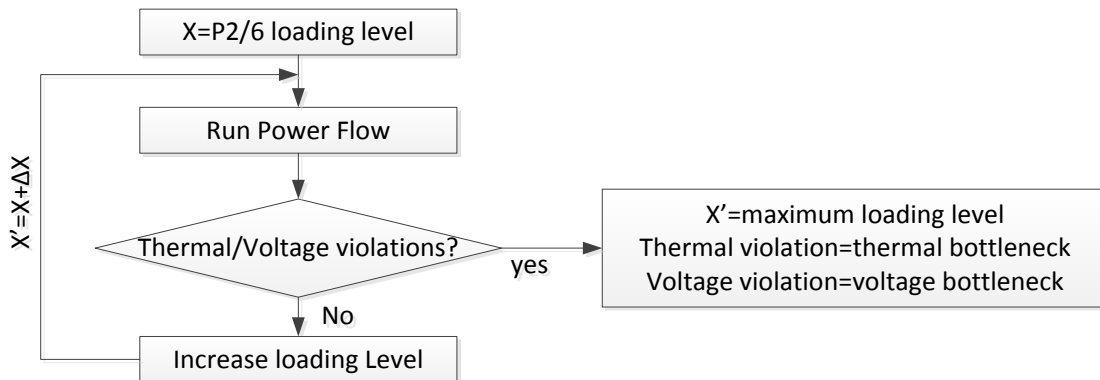 X=P2/6 loading level
Run Power Flow
X'=X+ΔX
Thermal/Voltage violations?
yes
X’=maximum loading level
Thermal violation=thermal bottleneck
Voltage violation=voltage bottleneck
No
Increase loading Level